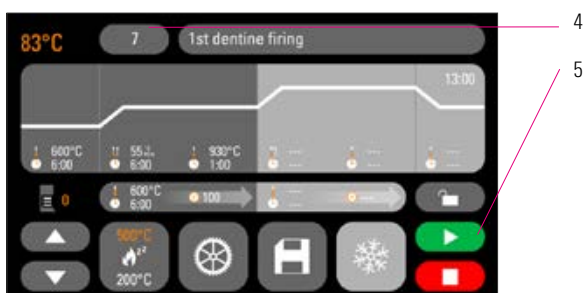 83°C 7 1st dentine firing 4
5
13:00
600°C 55 930°C --- --- ---
6:00 6:00 1:00 --- --- ---
600°C 100 --- ---
6:00 ---
0
500°C
zz
200°C